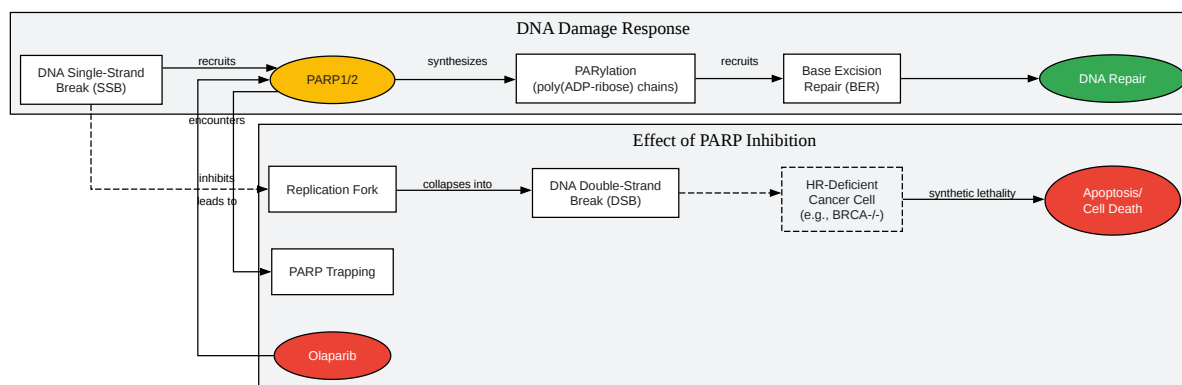 DNA Damage Response
DNA Single-Strand
Break (SSB)
recruits
PARP1/2
synthesizes
PARylation
(poly(ADP-ribose) chains)
recruits
Base Excision
Repair (BER)
DNA Repair
encounters
Effect of PARP Inhibition
inhibits
leads to
Replication Fork
collapses into
DNA Double-Strand
Break (DSB)
HR-Deficient
Cancer Cell
(e.g., BRCA-/-)
synthetic lethality
Apoptosis/
Cell Death
PARP Trapping
Olaparib